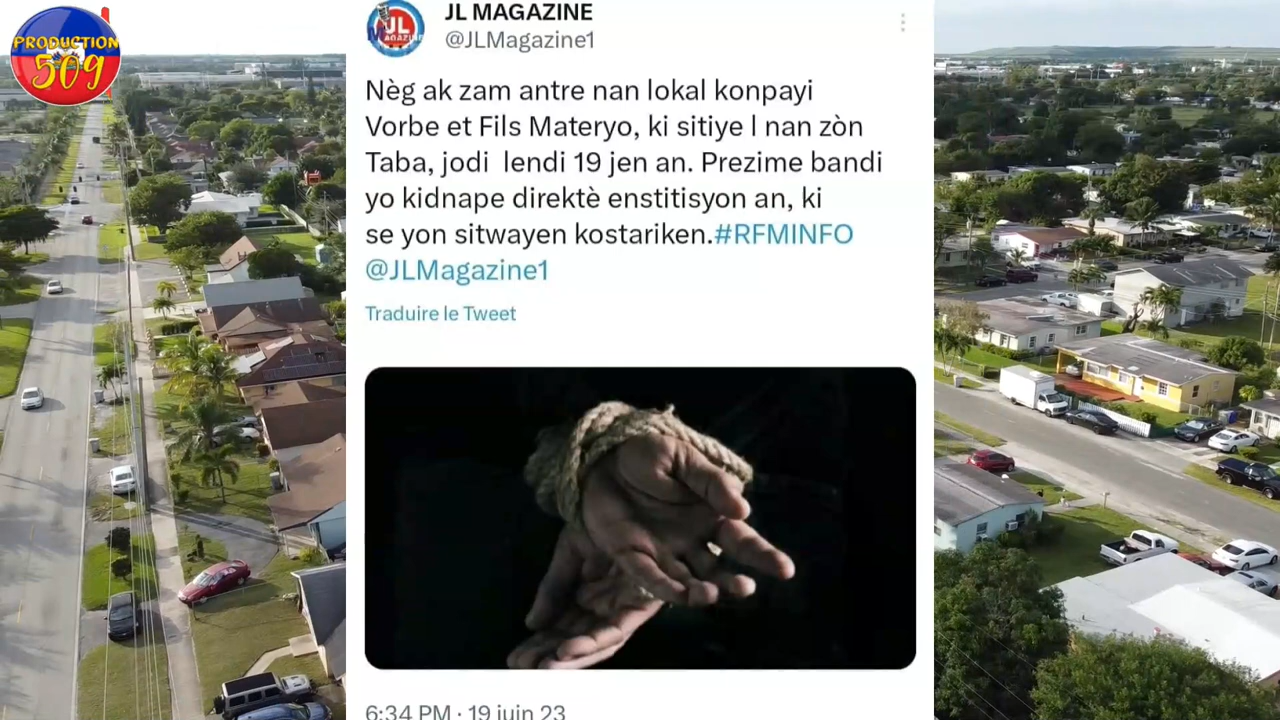 PRODUCTION
509
JL MAGAZINE
@JLMagazine1
JL
MAGAZINE
Nèg ak zam antre nan lokal konpayi
Vorbe et Fils Materyo, ki sitiye l nan zòn
Taba, jodi lendi 19 jen an. Prezime bandi
yo kidnape direktè enstitisyon an, ki
se yon sitwayen kostariken.#RFMINFO
@JLMagazine1
Traduire le Tweet
6:34 PM · 19 juin 23